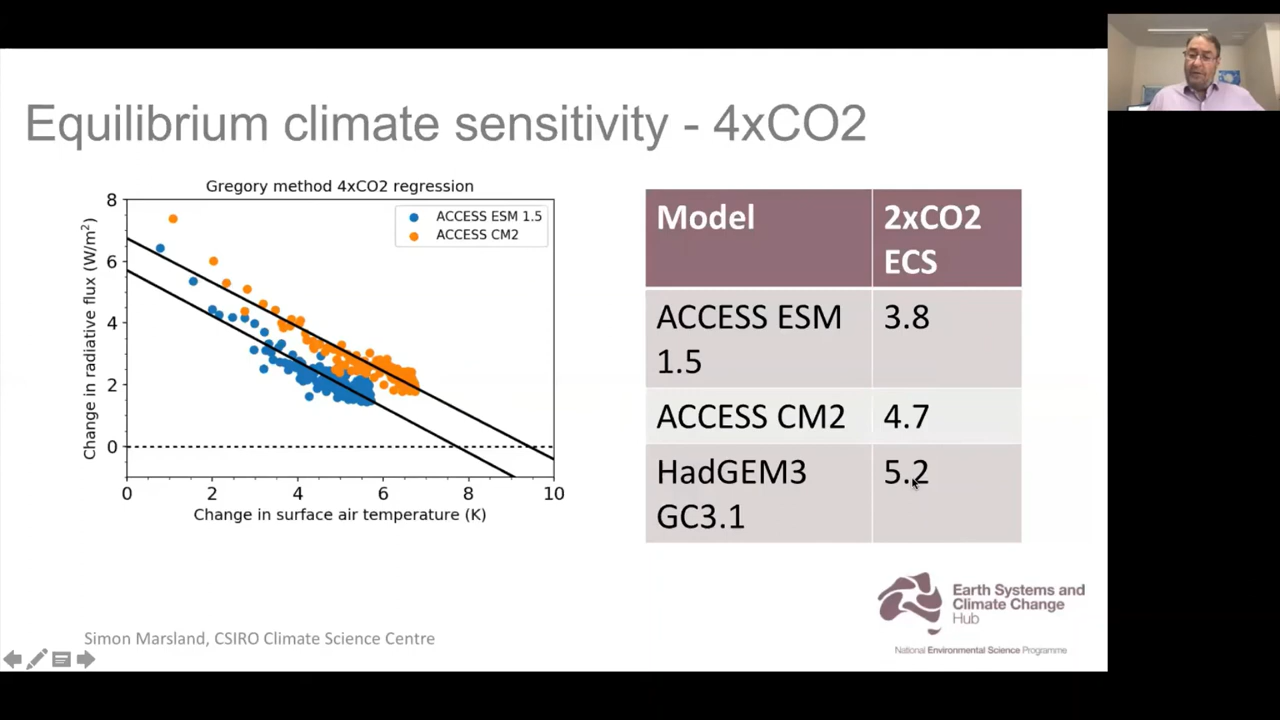 Equilibrium climate sensitivity - 4xCO2
Gregory method 4xCO2 regression
ACCESS ESM 1.5
ACCESS CM2
Change in radiative flux (W/m²)
8
6
4
2
0
0 2 4 6 8 10
Change in surface air temperature (K)
Model
2xCO2
ECS
ACCESS ESM
1.5
3.8
ACCESS CM2
4.7
HadGEM3
GC3.1
5.2
Earth Systems and
Climate Change
Hub
National Environmental Science Programme
Simon Marsland, CSIRO Climate Science Centre